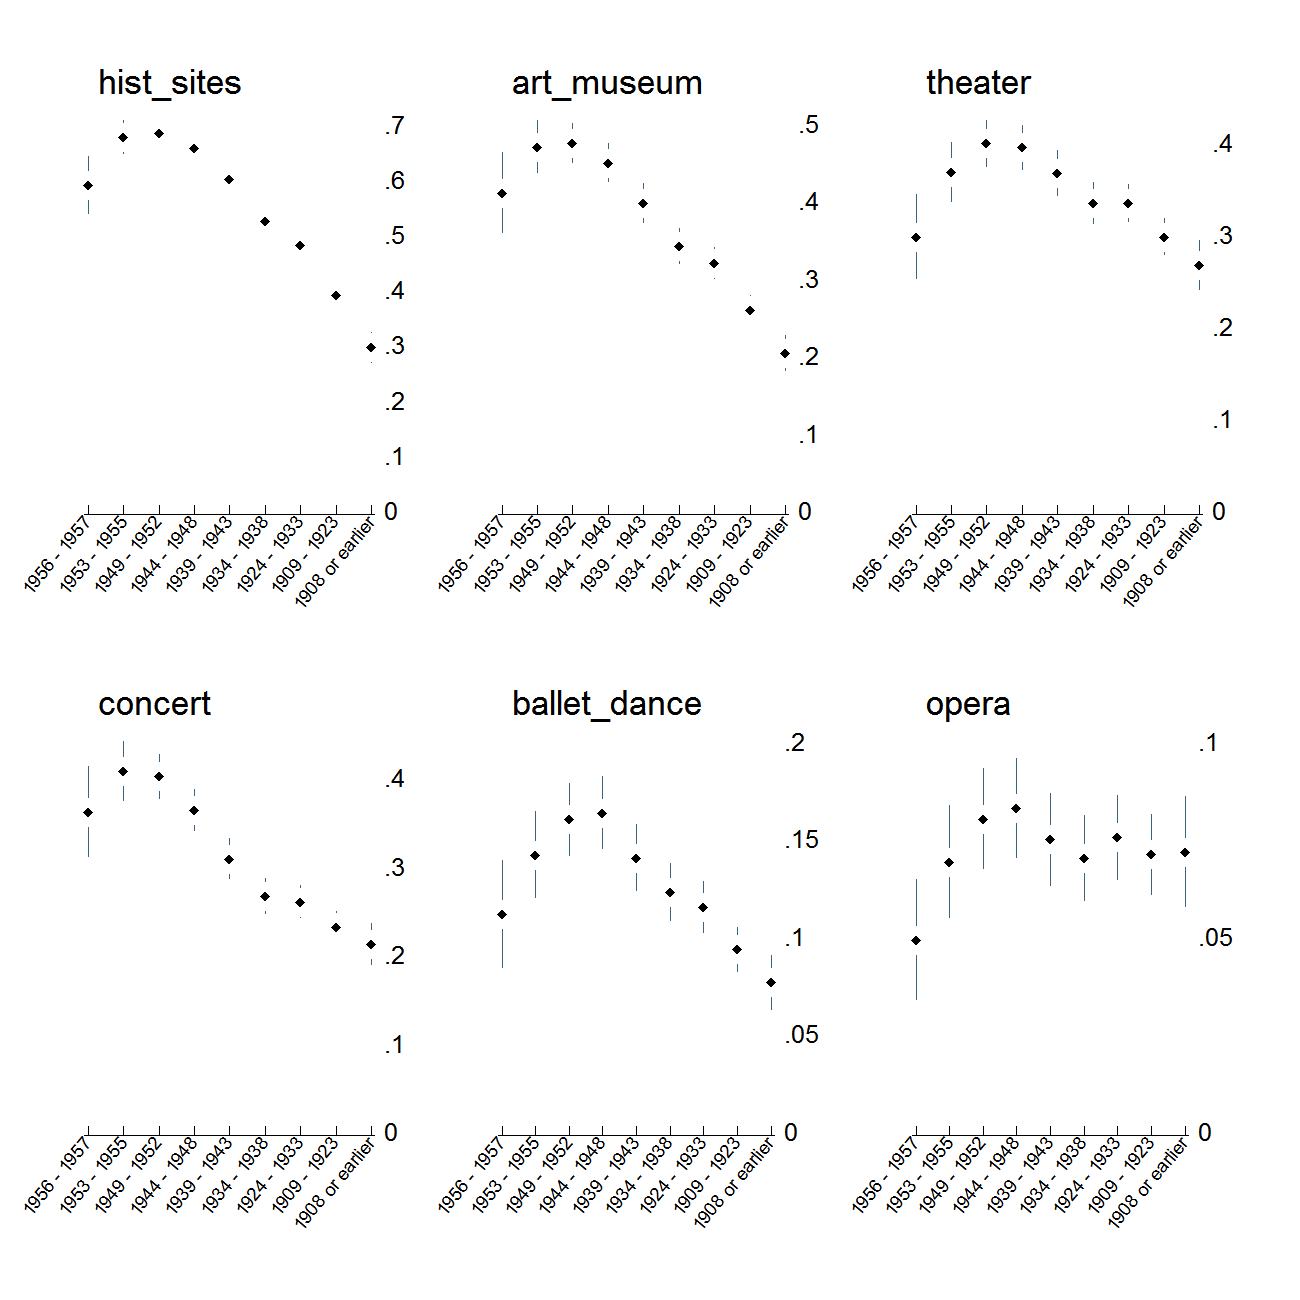 hist_sites
.7
.6
.5
.4
.3
.2
.1
0
1956 - 1957
1953 - 1955
1949 - 1952
1944 - 1948
1939 - 1943
1934 - 1938
1924 - 1933
1909 - 1923
1908 or earlier
art_museum
.5
.4
.3
.2
.1
0
1956 - 1957
1953 - 1955
1949 - 1952
1944 - 1948
1939 - 1943
1934 - 1938
1924 - 1933
1909 - 1923
1908 or earlier
theater
.4
.3
.2
.1
0
1956 - 1957
1953 - 1955
1949 - 1952
1944 - 1948
1939 - 1943
1934 - 1938
1924 - 1933
1909 - 1923
1908 or earlier
concert
.4
.3
.2
.1
0
1956 - 1957
1953 - 1955
1949 - 1952
1944 - 1948
1939 - 1943
1934 - 1938
1924 - 1933
1909 - 1923
1908 or earlier
ballet_dance
.2
.15
.1
.05
0
1956 - 1957
1953 - 1955
1949 - 1952
1944 - 1948
1939 - 1943
1934 - 1938
1924 - 1933
1909 - 1923
1908 or earlier
opera
.1
.05
0
1956 - 1957
1953 - 1955
1949 - 1952
1944 - 1948
1939 - 1943
1934 - 1938
1924 - 1933
1909 - 1923
1908 or earlier